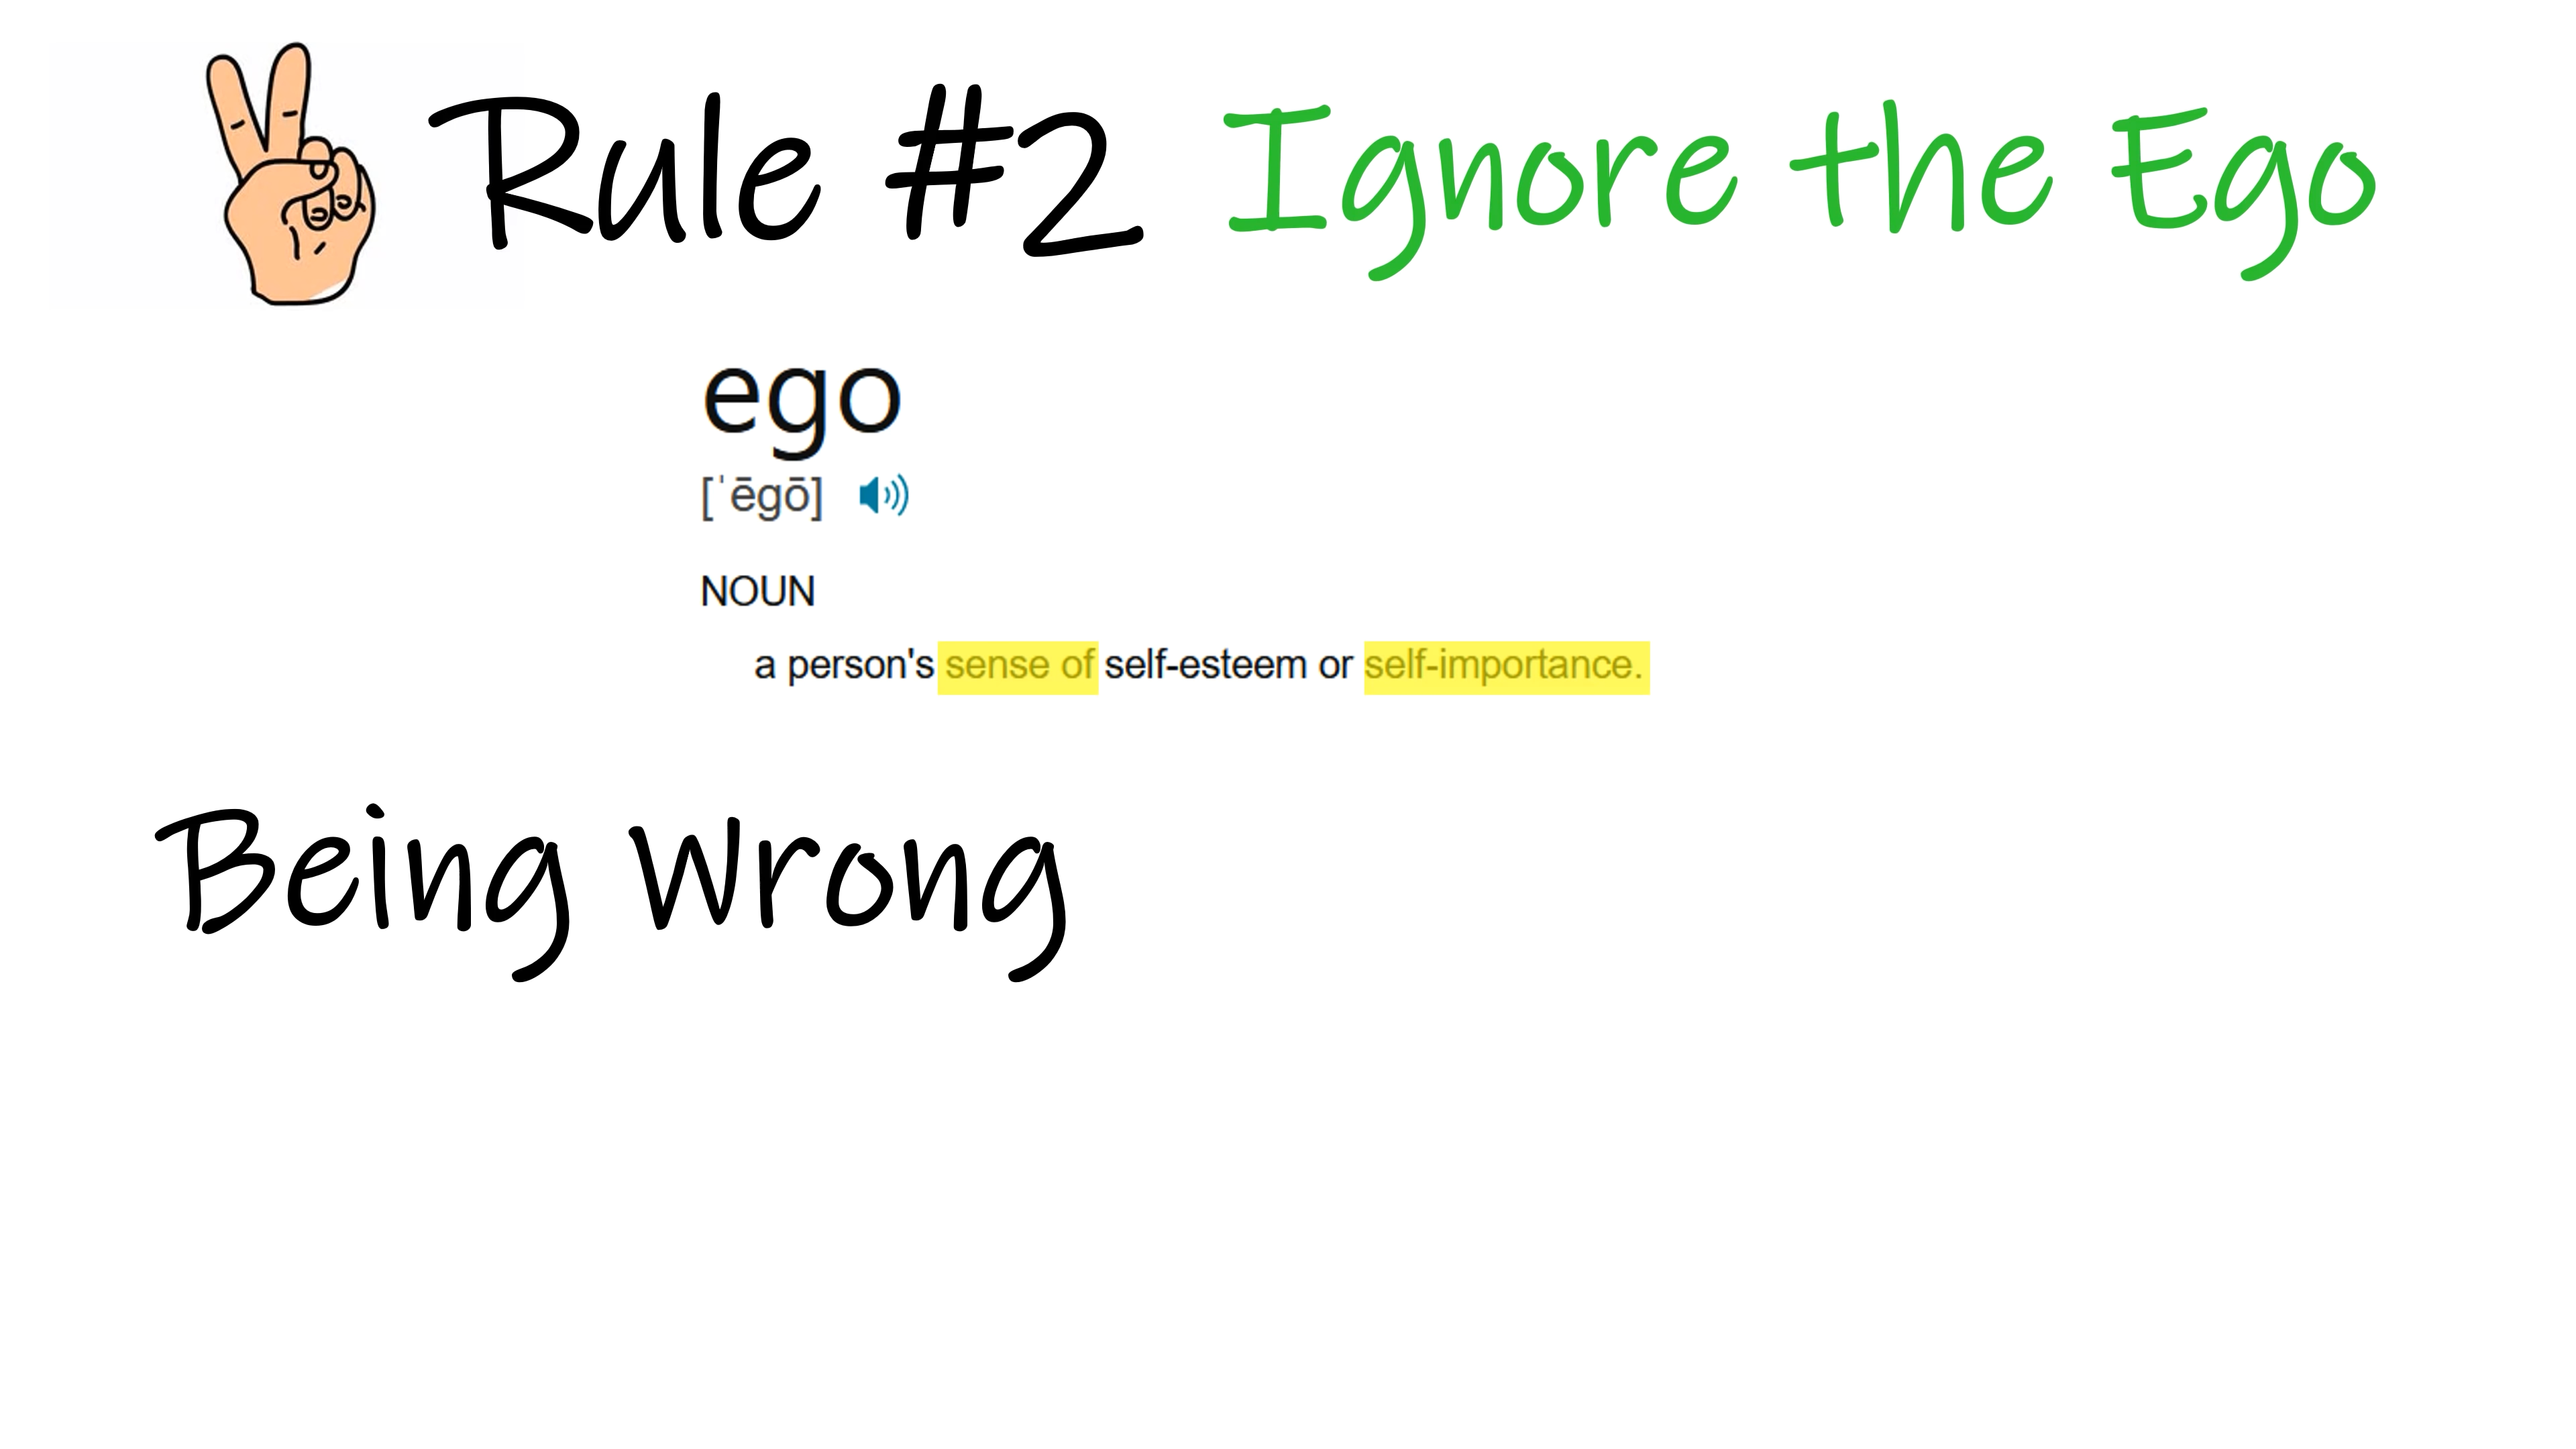 Rule #2 Ignore the Ego
ego
[ˈēgō]
NOUN
a person's sense of self-esteem or self-importance.
Being Wrong